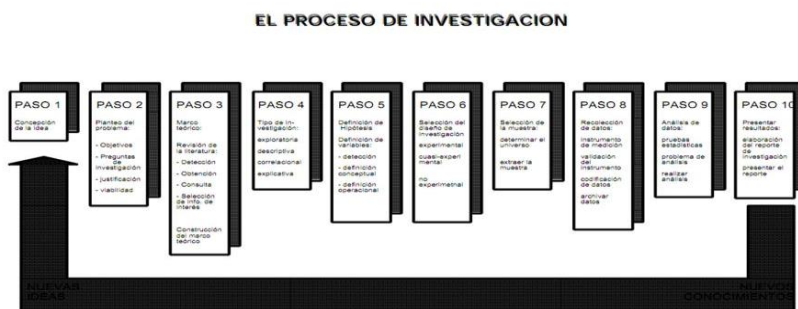 EL PROCESO DE INVESTIGACION
PASO 1
Concepción
de la idea
PASO 2
Planteo del
problema:
- Objetivos
- Preguntas
de
investigación
- justificación
- viabilidad
PASO 3
Marco
teórico:
Revisión de
la literatura:
- Detección
- Obtención
- Consulta
- Selección
de info. de
interés
Construcción
del marco
teórico
PASO 4
Tipo de in-
vestigación:
exploratoria
descriptiva
correlacional
explicativa
PASO 5
Definición de
Hipótesis
Definición de
variables:
- detección
- definición
conceptual
- definición
operacional
PASO 6
Selección del
diseño de
investigación
experimental
cuasi-experi
mental
no
experimetnal
PASO 7
Selección de
la muestra:
determinar el
universo
extraer la
muestra
PASO 8
Recolección
de datos:
instrumento
de medición
validación
del
instrumento
codificación
de datos
archivar
datos
PASO 9
Análisis de
datos:
pruebas
estadísticas
problema de
análisis
realizar
análisis
PASO 10
Presentar
resultados:
elaboración
del reporte
de
investigación
presentar el
reporte
NUEVAS
IDEAS
NUEVOS
CONOCIMIENTOS